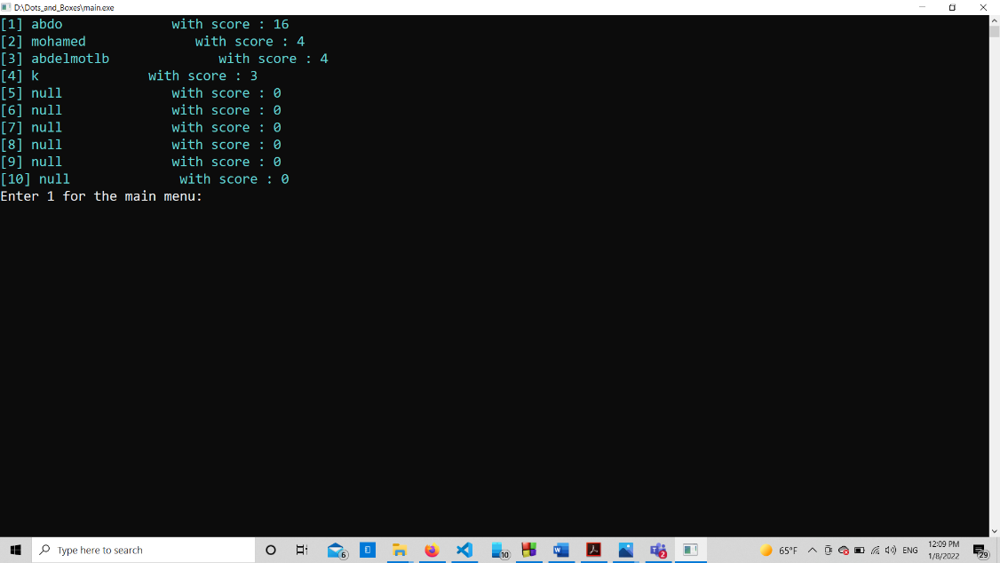 D:\Dots_and_Boxes\main.exe
[1] abdo              with score : 16
[2] mohamed              with score : 4
[3] abdelmotlb              with score : 4
[4] k              with score : 3
[5] null              with score : 0
[6] null              with score : 0
[7] null              with score : 0
[8] null              with score : 0
[9] null              with score : 0
[10] null              with score : 0
Enter 1 for the main menu:
Type here to search 6 10 W T 2 65°F ENG 12:09 PM 29
1/8/2022